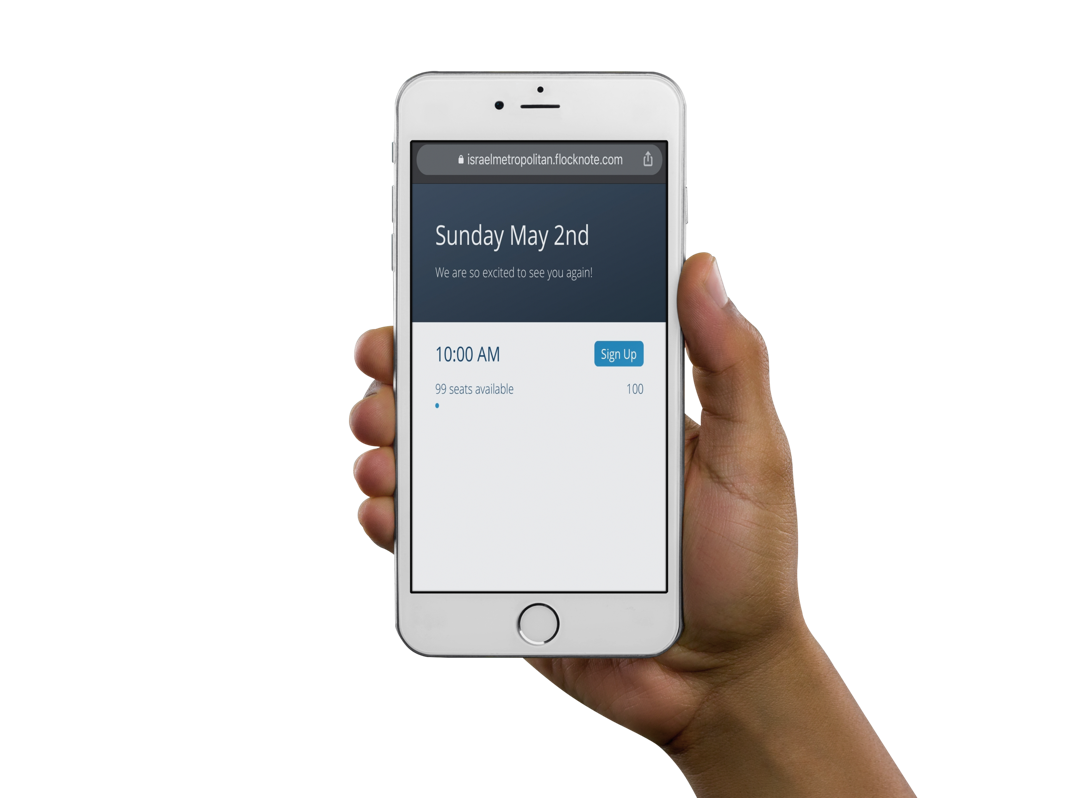 israelmetropolitan.flocknote.com
Sunday May 2nd
We are so excited to see you again!
10:00 AM
Sign Up
99 seats available
100